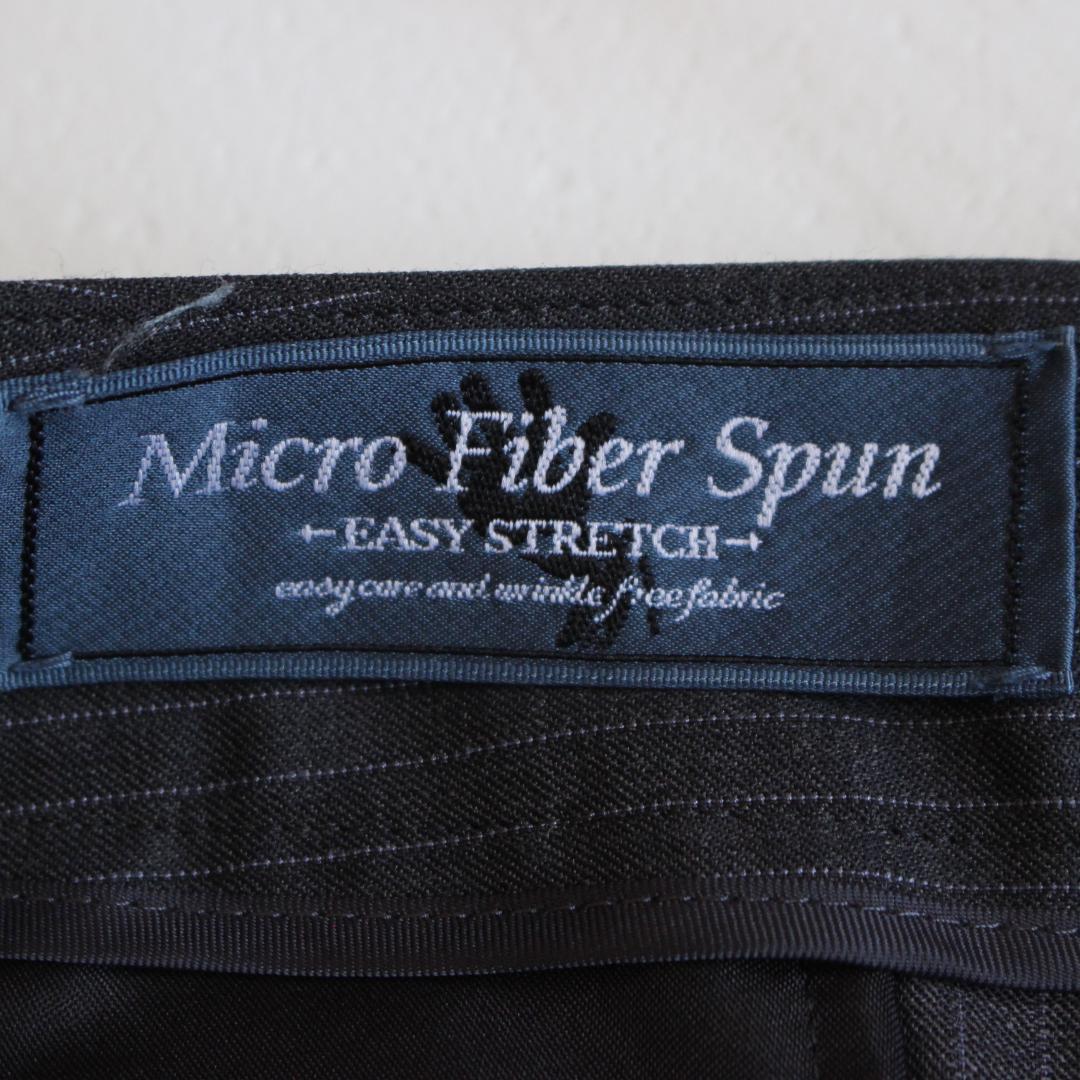 Micro Fiber Spun
←EASY STRETCH→
easy care and wrinkle free fabric